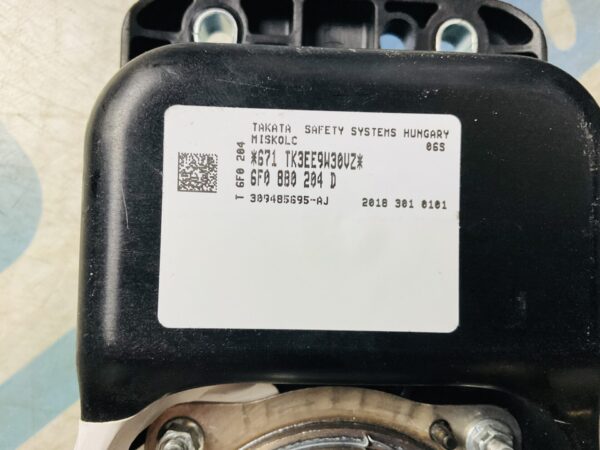 TAKATA SAFETY SYSTEMS HUNGARY
MISKOLC 06S
*671 TK3EE9W30VZ*
6F0 880 204 D
309485695-AJ 2018 301 0101
T 6F0 204